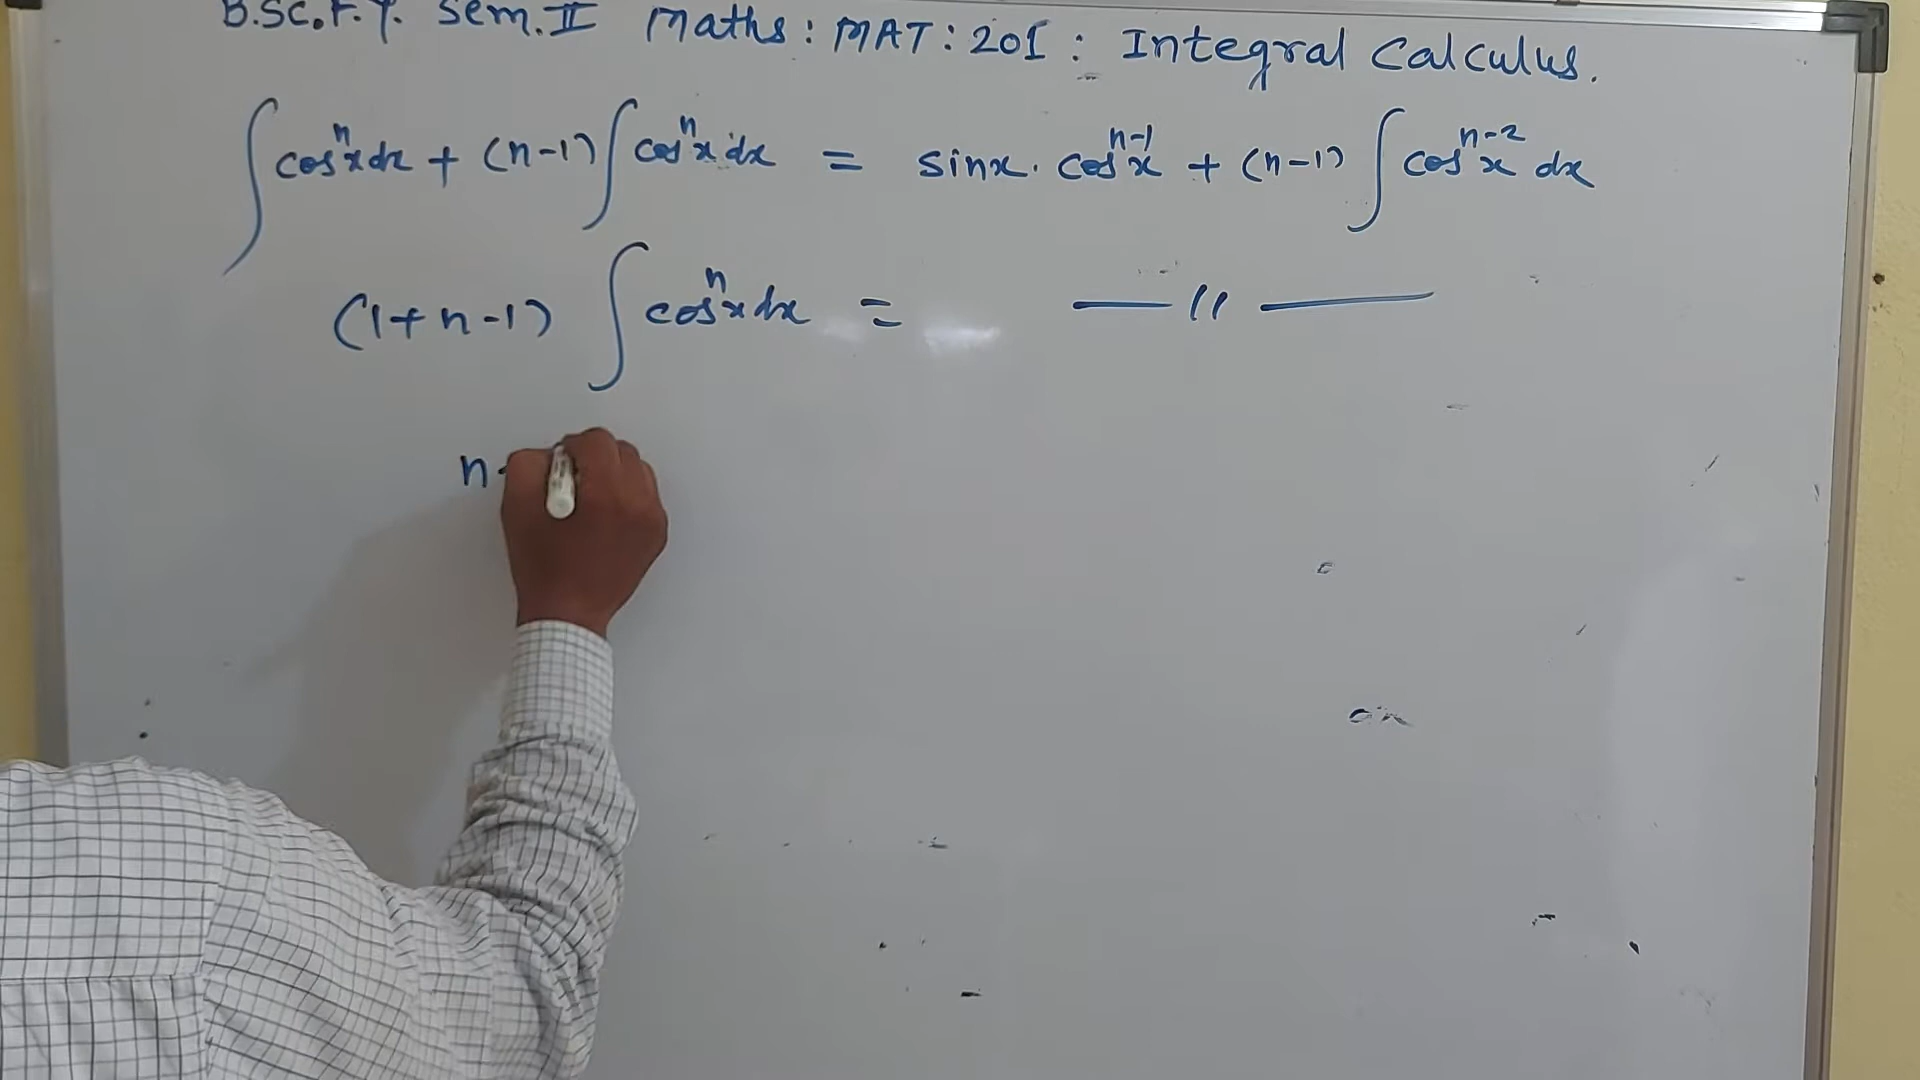 B.Sc.F.Y. Sem.II Maths : MAT : 201 : Integral Calculus.
∫cosⁿx dx + (n-1)∫cosⁿx dx = sinx. cosⁿ⁻¹x + (n-1)∫cosⁿ⁻²x dx
(1+n-1) ∫cosⁿx dx = —— 〃 ——
n